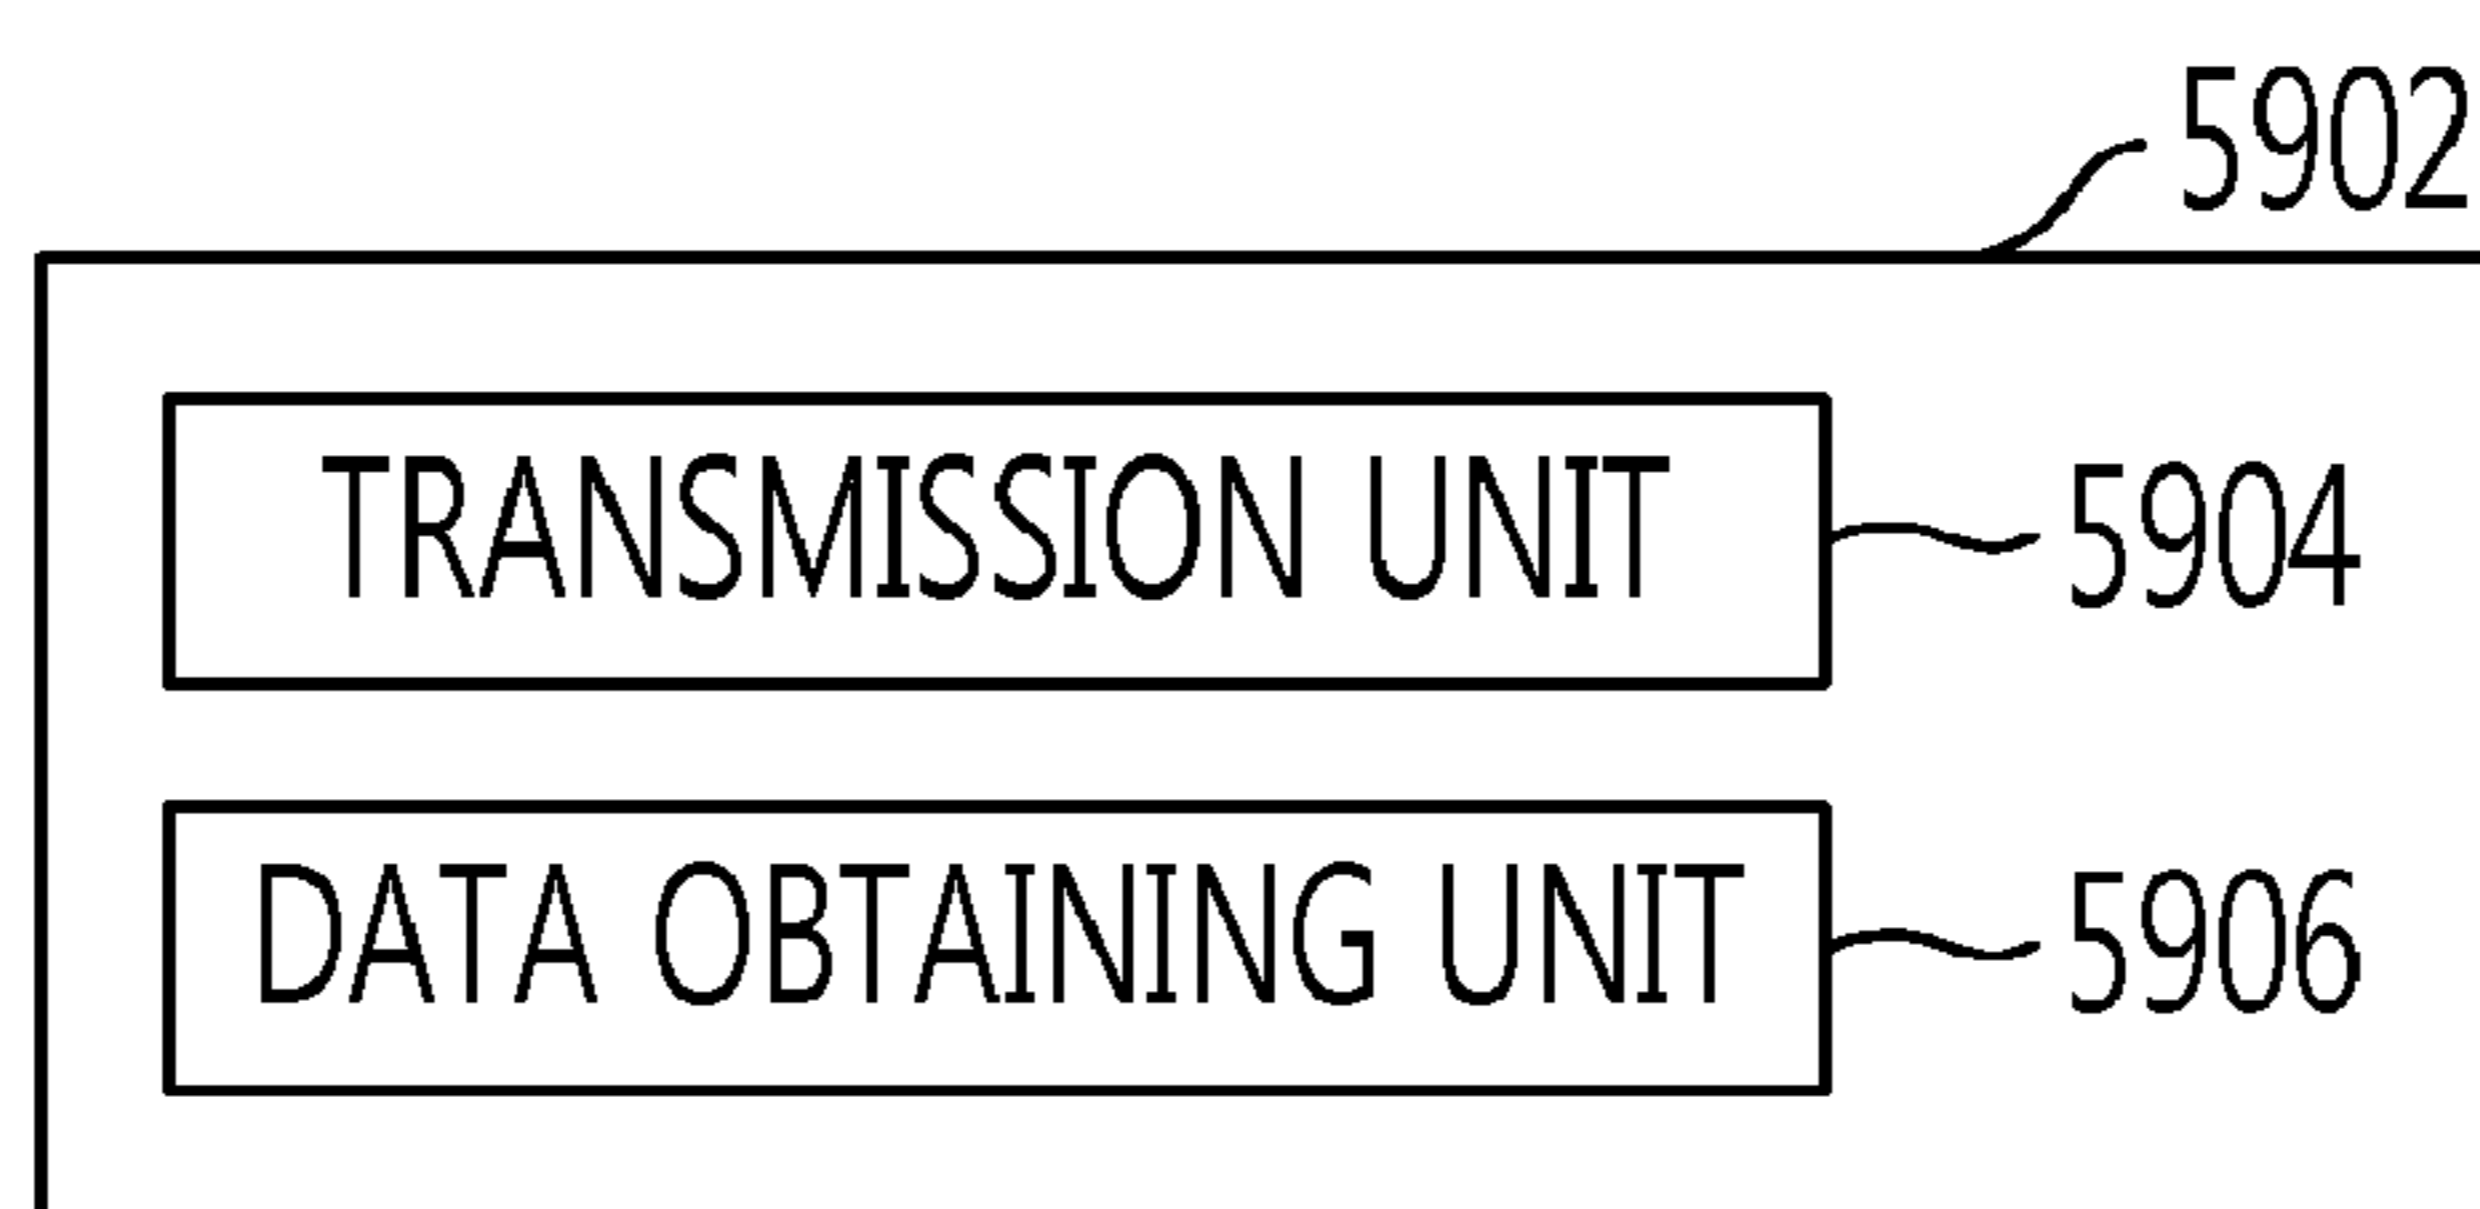 5902
TRANSMISSION UNIT
5904
DATA OBTAINING UNIT
5906